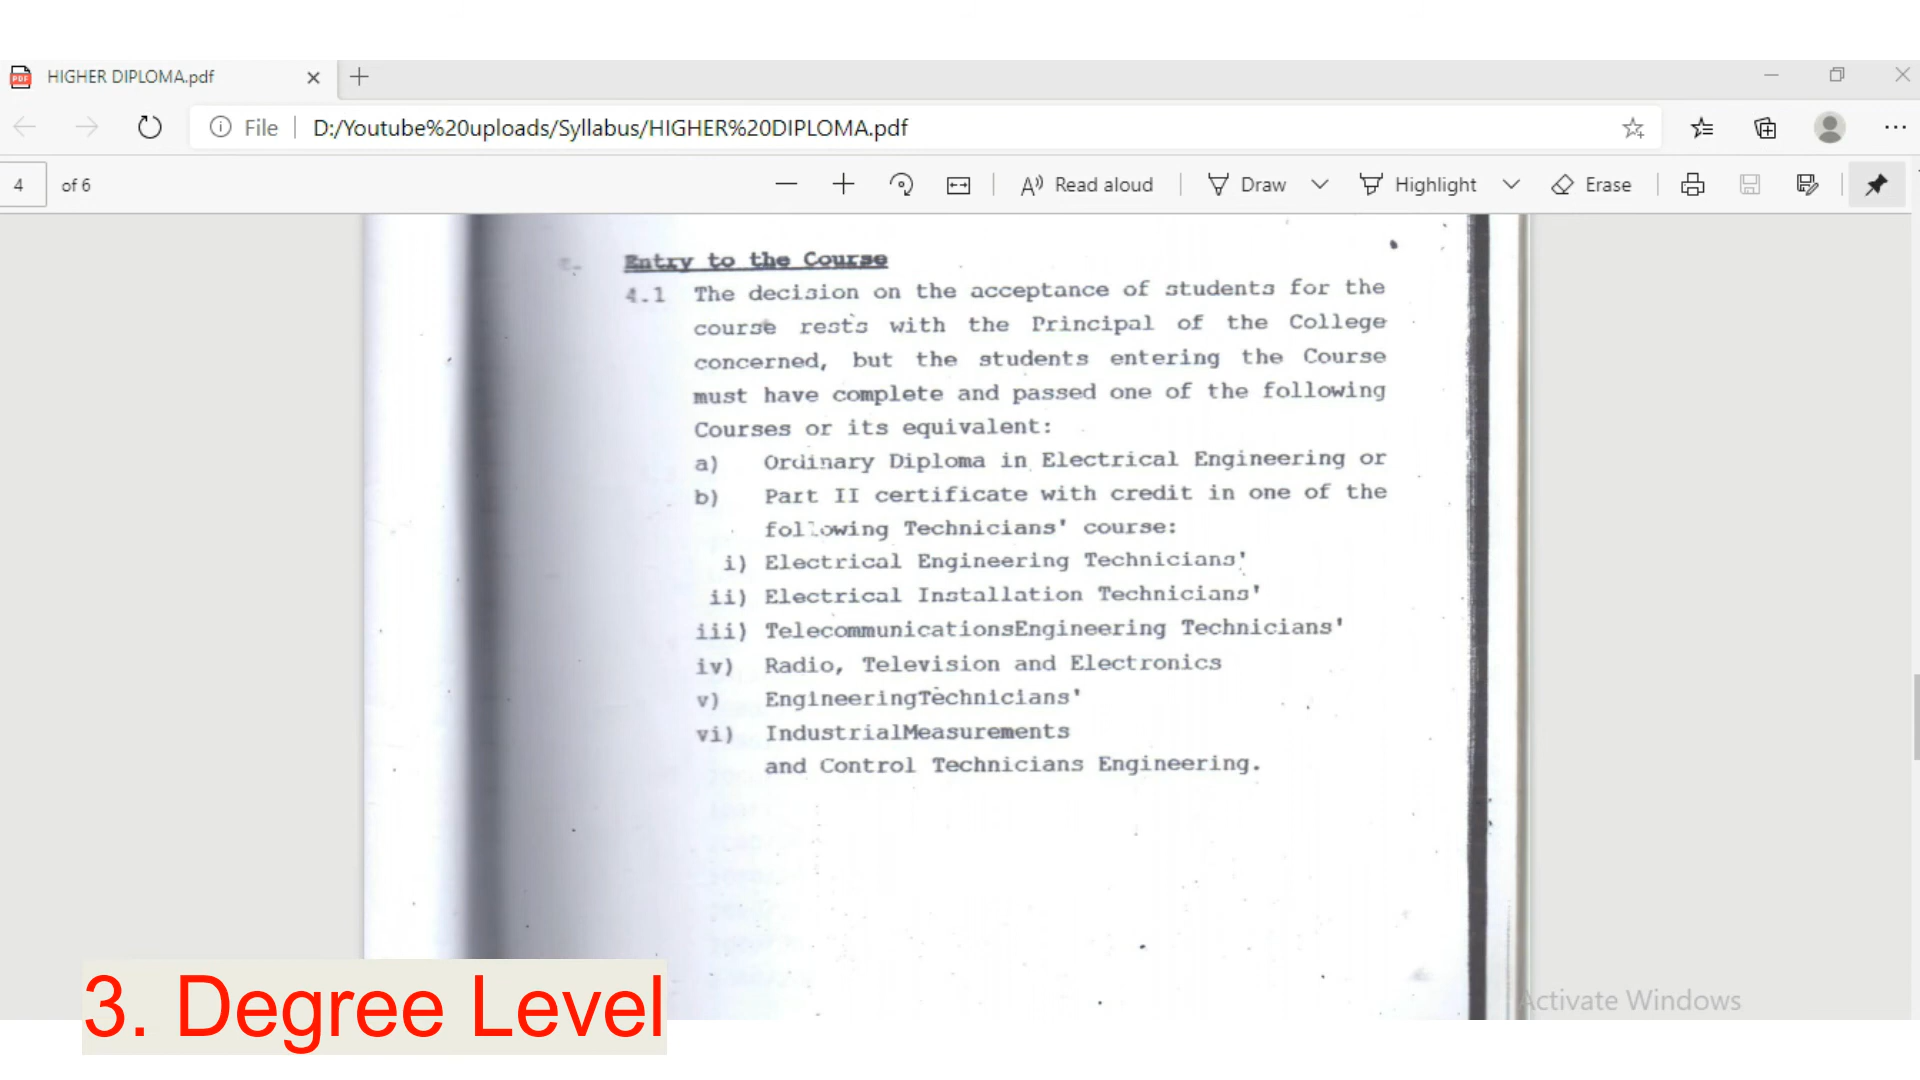 HIGHER DIPLOMA.pdf
File
D:/Youtube%20uploads/Syllabus/HIGHER%20DIPLOMA.pdf
4 of 6
Read aloud
Draw
Highlight
Erase
Entry to the Course
4.1 The decision on the acceptance of students for the
course rests with the Principal of the College
concerned, but the students entering the Course
must have complete and passed one of the following
Courses or its equivalent:
a) Ordinary Diploma in Electrical Engineering or
b) Part II certificate with credit in one of the
following Technicians' course:
i) Electrical Engineering Technicians'
ii) Electrical Installation Technicians'
iii) TelecommunicationsEngineering Technicians'
iv) Radio, Television and Electronics
v) EngineeringTechnicians'
vi) IndustrialMeasurements
and Control Technicians Engineering.
3. Degree Level
Activate Windows